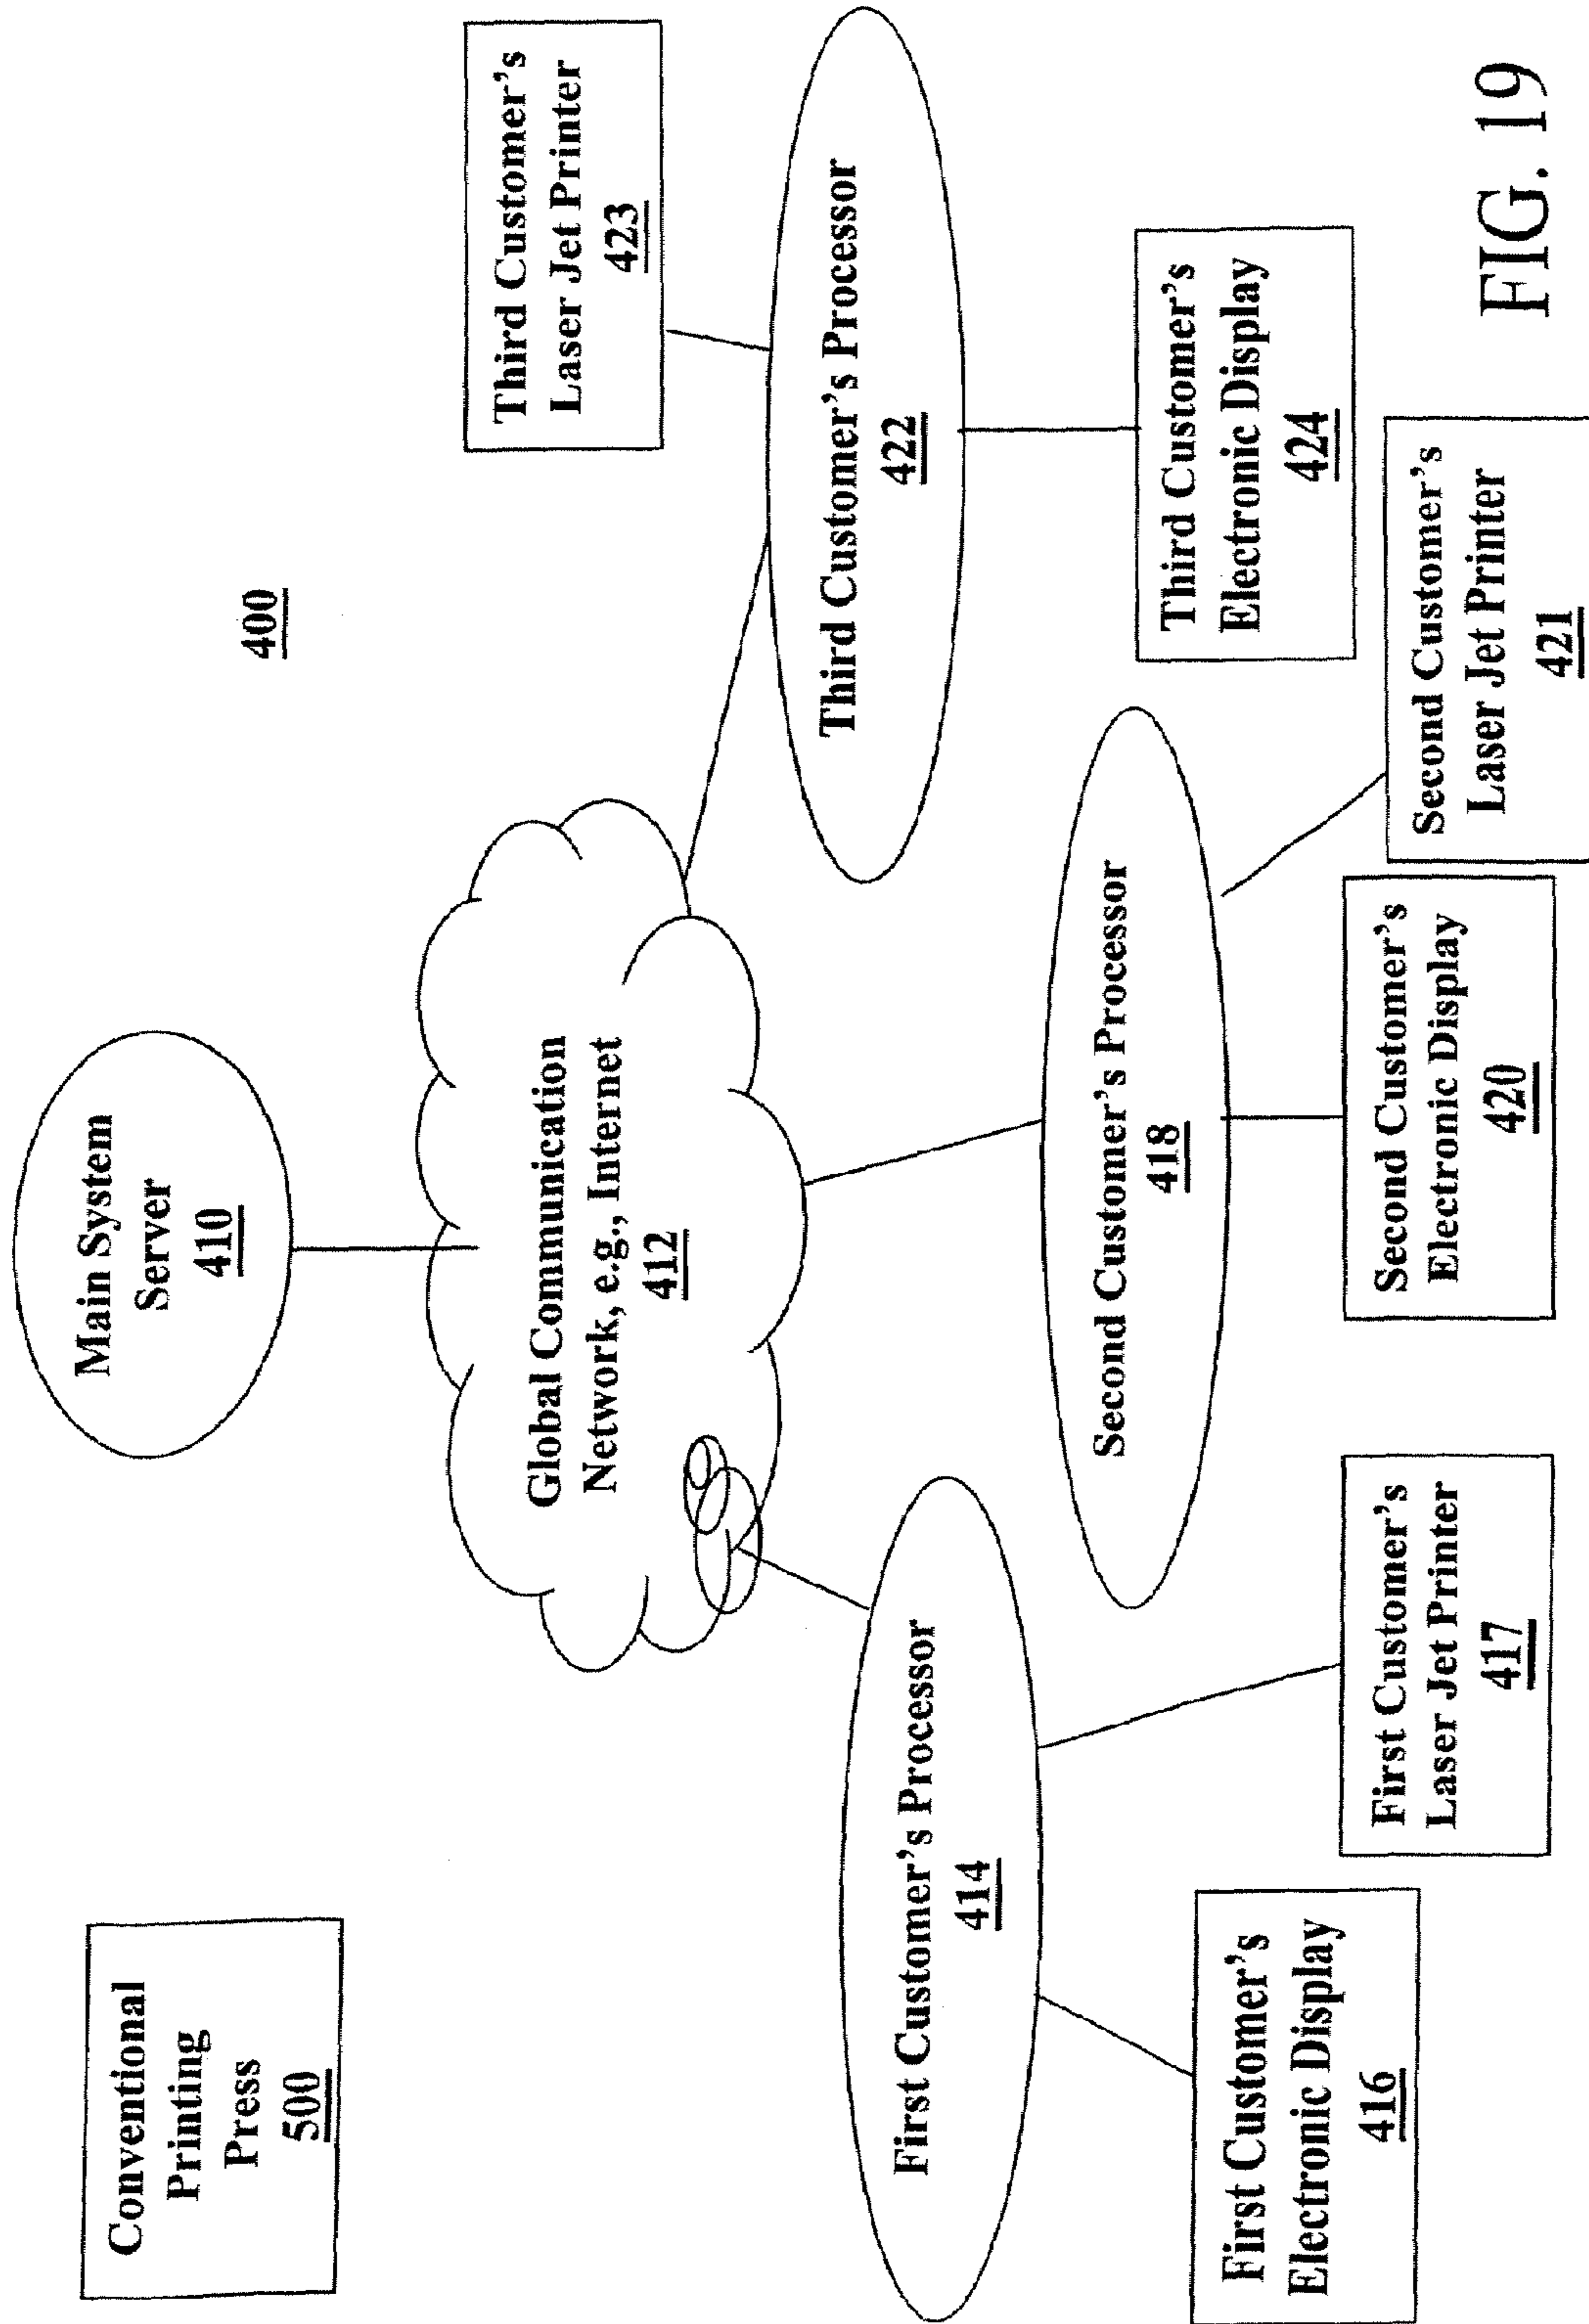 Conventional
Printing
Press
500
Main System
Server
410
400
Global Communication
Network, e.g., Internet
412
Third Customer's
Laser Jet Printer
423
First Customer's Processor
414
Second Customer's Processor
418
Third Customer's Processor
422
First Customer's
Electronic Display
416
First Customer's
Laser Jet Printer
417
Second Customer's
Electronic Display
420
Second Customer's
Laser Jet Printer
421
Third Customer's
Electronic Display
424
FIG. 19